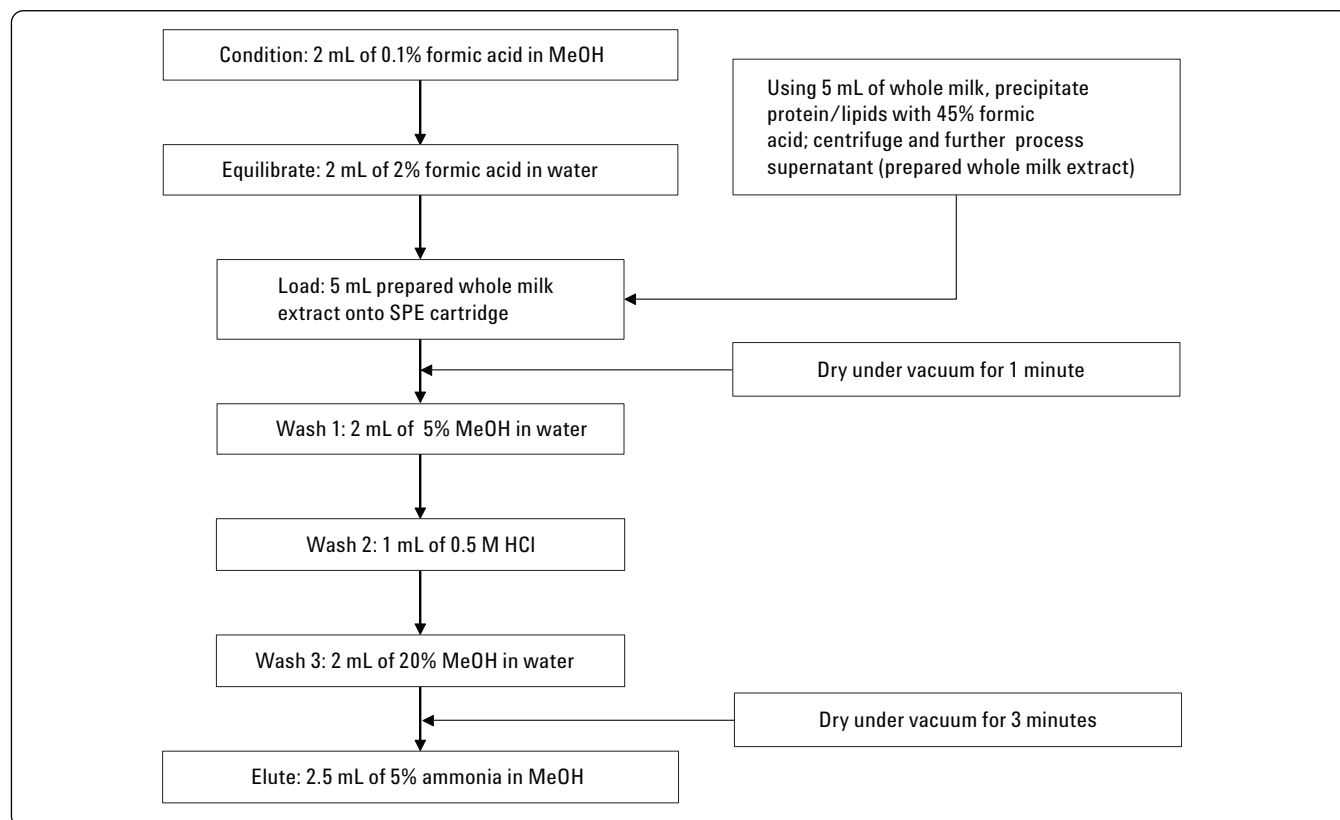 Condition: 2 mL of 0.1% formic acid in MeOH
Using 5 mL of whole milk, precipitate
protein/lipids with 45% formic
acid; centrifuge and further process
supernatant (prepared whole milk extract)
Equilibrate: 2 mL of 2% formic acid in water
Load: 5 mL prepared whole milk
extract onto SPE cartridge
Dry under vacuum for 1 minute
Wash 1: 2 mL of 5% MeOH in water
Wash 2: 1 mL of 0.5 M HCl
Wash 3: 2 mL of 20% MeOH in water
Dry under vacuum for 3 minutes
Elute: 2.5 mL of 5% ammonia in MeOH